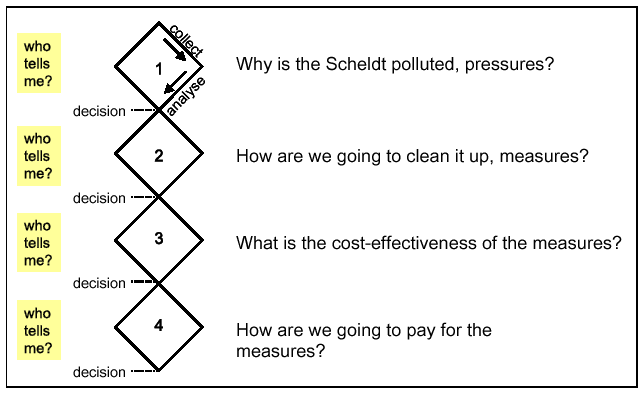 who
tells
me?
collect
1
Why is the Scheldt polluted, pressures?
analyse
decision
who
tells
me?
2
How are we going to clean it up, measures?
decision
who
tells
me?
3
What is the cost-effectiveness of the measures?
decision
who
tells
me?
4
How are we going to pay for the
measures?
decision